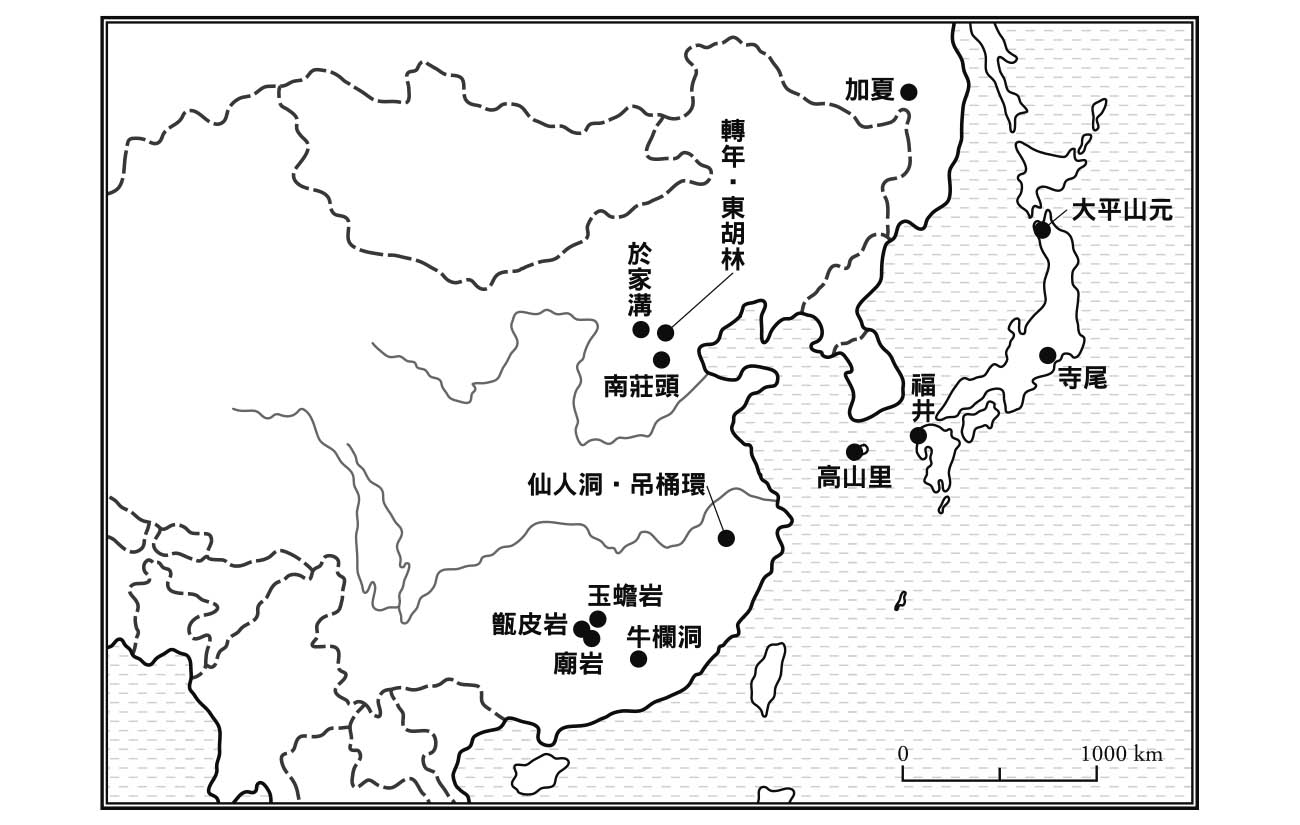 加夏
轉年・東胡林
大平山元
於家溝
南莊頭
寺尾
福井
高山里
仙人洞・吊桶環
玉蟾岩
甑皮岩
牛欄洞
廟岩
0
1000 km